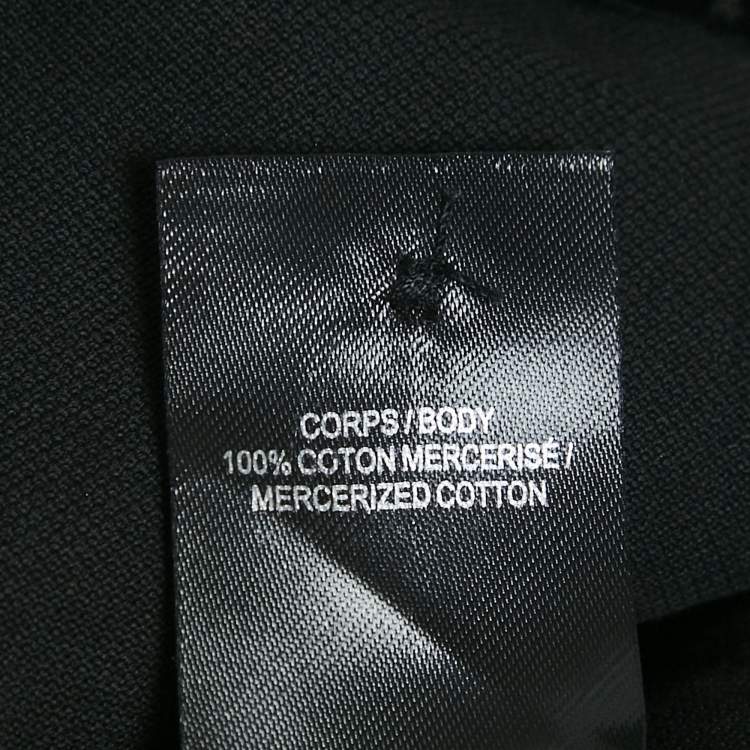 CORPS/BODY
100% COTON MERCERISÉ/
MERCERIZED COTTON